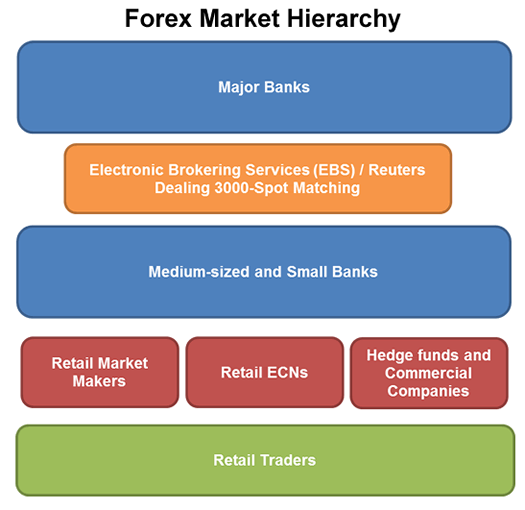 Forex Market Hierarchy
Major Banks
Electronic Brokering Services (EBS) / Reuters
Dealing 3000-Spot Matching
Medium-sized and Small Banks
Retail Market
Makers
Retail ECNs
Hedge funds and
Commercial
Companies
Retail Traders